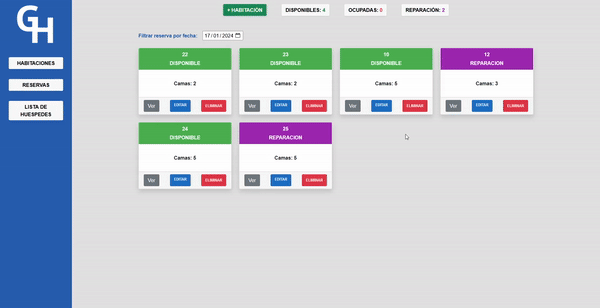 GH
+ HABITACIÓN
DISPONIBLES: 4
OCUPADAS: 0
REPARACIÓN: 2
HABITACIONES
RESERVAS
LISTA DE
HUESPEDES
Filtrar reserva por fecha:
17/01/2024
22
DISPONIBLE
Camas: 2
Ver
EDITAR
ELIMINAR
23
DISPONIBLE
Camas: 2
Ver
EDITAR
ELIMINAR
15
DISPONIBLE
Camas: 5
Ver
EDITAR
ELIMINAR
12
REPARACION
Camas: 3
Ver
EDITAR
ELIMINAR
24
DISPONIBLE
Camas: 5
Ver
EDITAR
ELIMINAR
25
REPARACION
Camas: 5
Ver
EDITAR
ELIMINAR